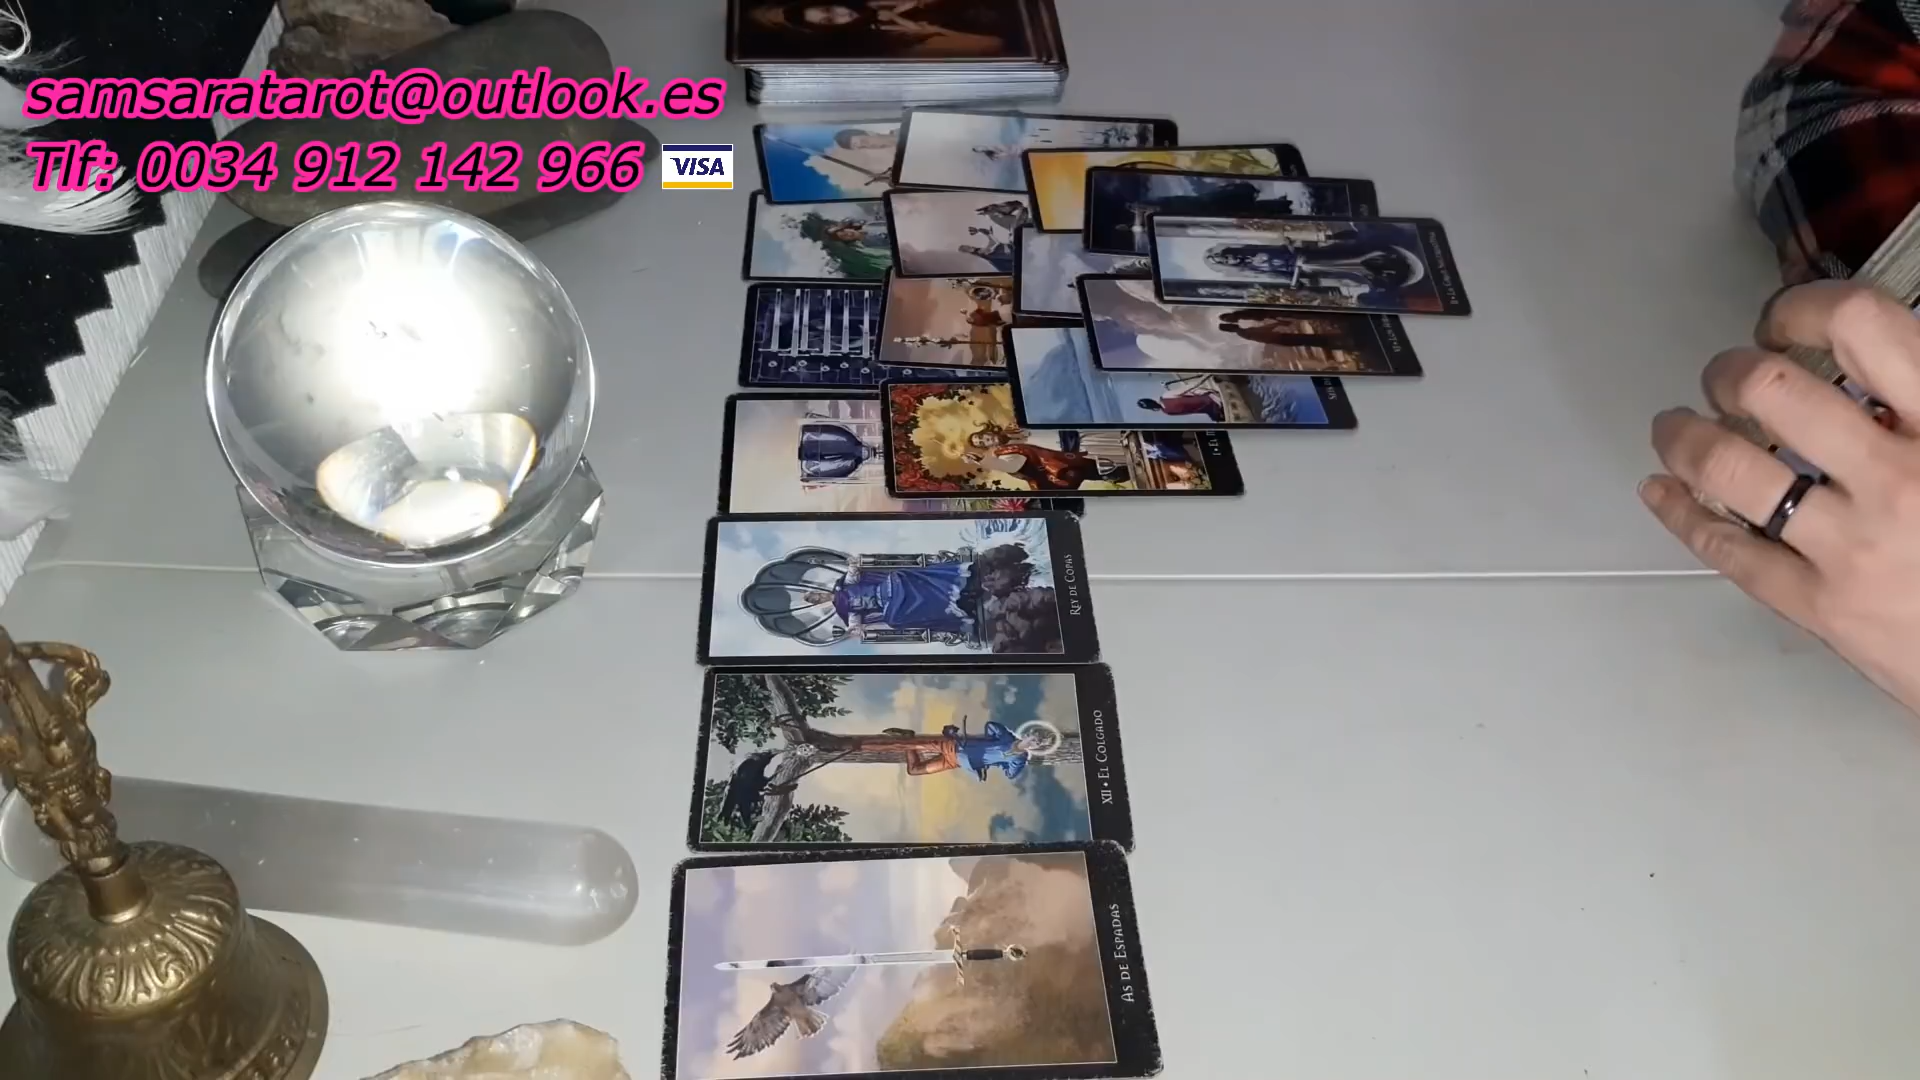 samsaratarot@outlook.es
Tlf: 0034 912 142 966 VISA
REY DE COPAS
XII • EL COLGADO
AS DE ESPADAS